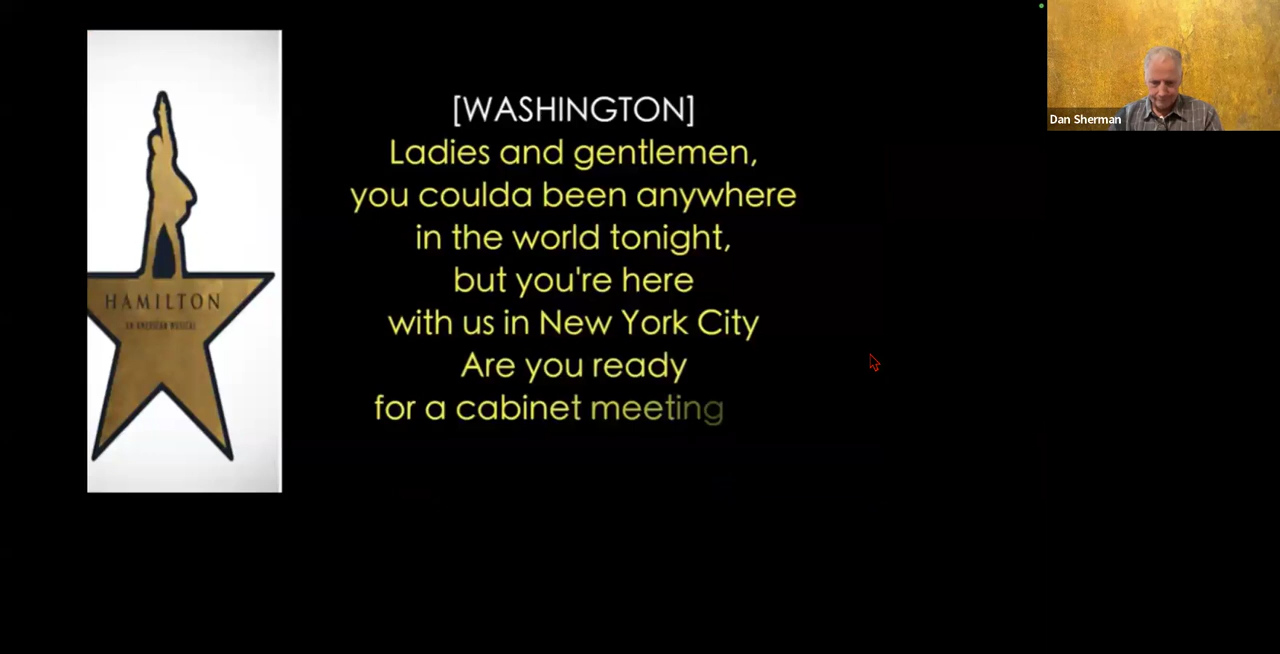 [WASHINGTON]
Ladies and gentlemen,
you coulda been anywhere
in the world tonight,
but you're here
with us in New York City
Are you ready
for a cabinet meeting
HAMILTON
AN AMERICAN MUSICAL
Dan Sherman